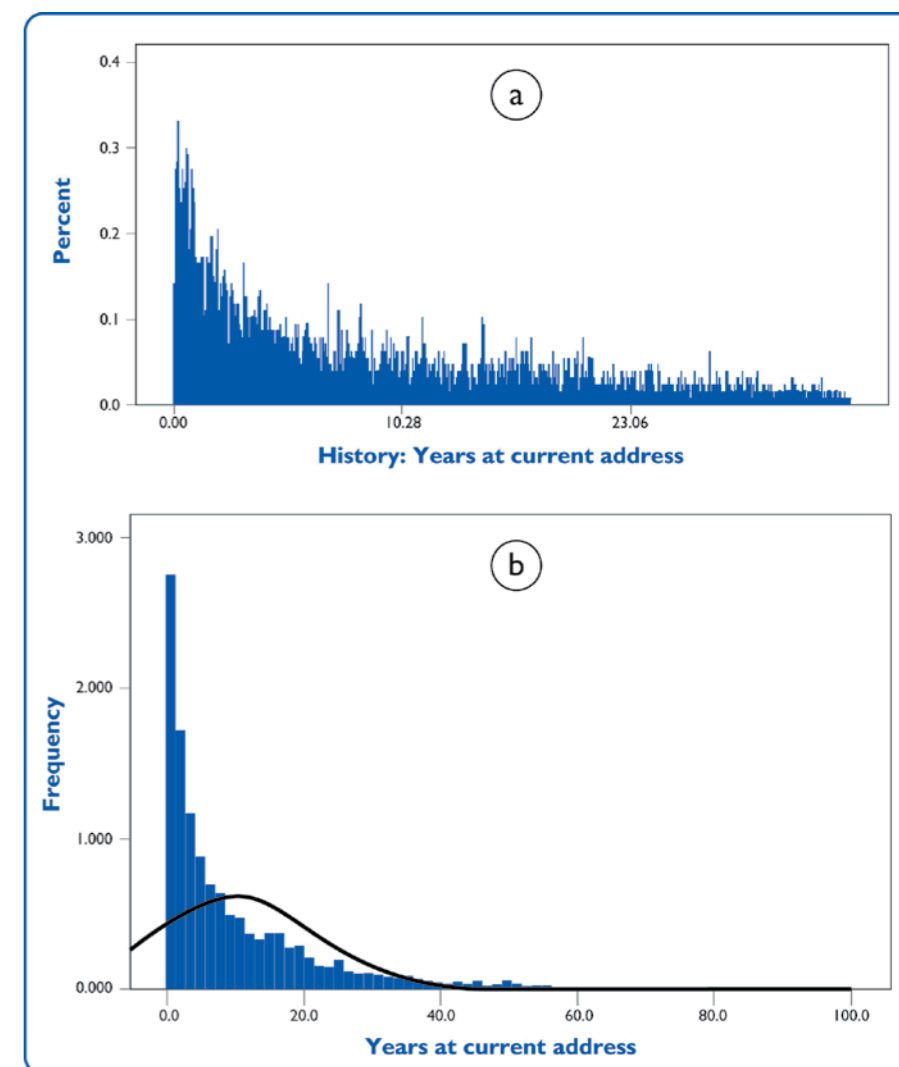 a
0.4
0.3
0.2
0.1
0.0
Percent
0.00 10.28 23.06
History: Years at current address
b
3.000
2.000
1.000
0.000
Frequency
0.0 20.0 40.0 60.0 80.0 100.0
Years at current address